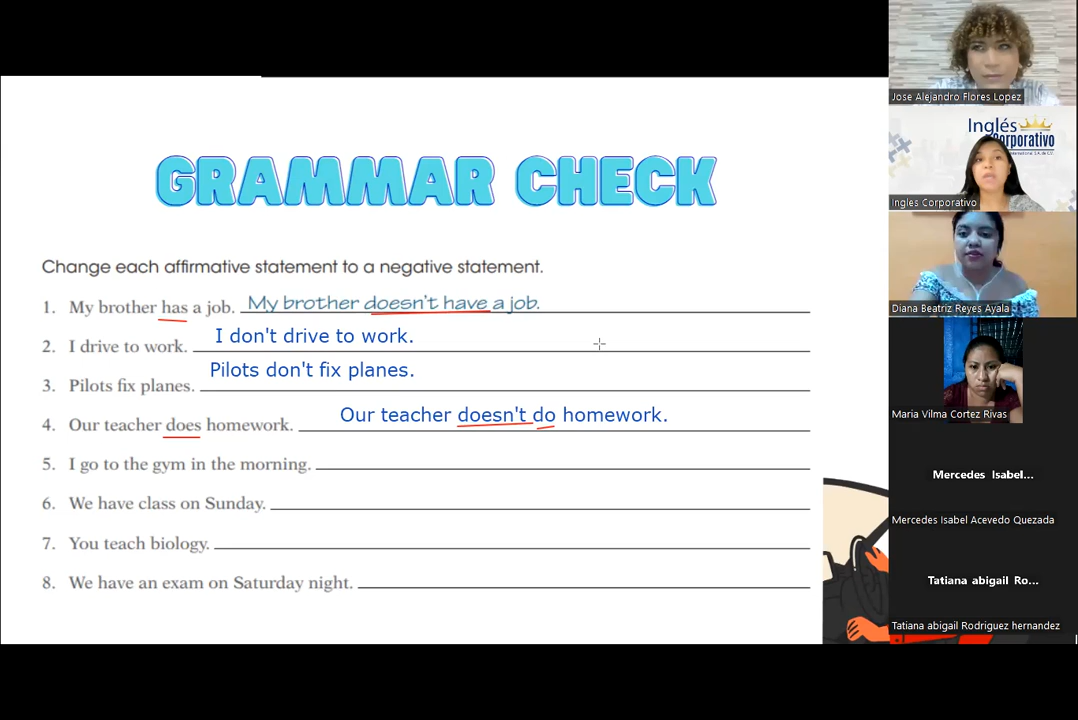 GRAMMAR CHECK
Change each affirmative statement to a negative statement.
1. My brother has a job. My brother doesn't have a job.
2. I drive to work. I don't drive to work.
3. Pilots fix planes. Pilots don't fix planes.
4. Our teacher does homework. Our teacher doesn't do homework.
5. I go to the gym in the morning.
6. We have class on Sunday.
7. You teach biology.
8. We have an exam on Saturday night.
Jose Alejandro Flores Lopez
Inglés
Corporativo
Ingles Corporativo
Diana Beatriz Reyes Ayala
Maria Vilma Cortez Rivas
Mercedes Isabel...
Mercedes Isabel Acevedo Quezada
Tatiana abigail Ro...
Tatiana abigail Rodriguez hernandez